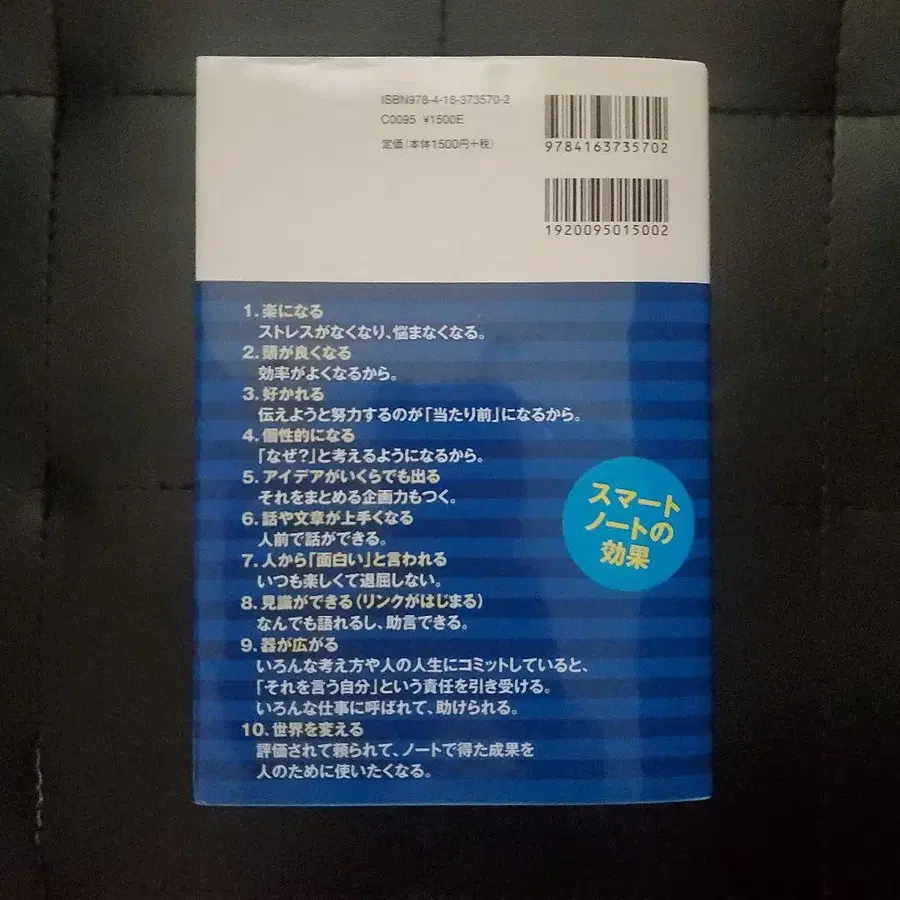 ISBN978-4-16-373570-2
C0095 ¥1500E
定価(本体1500円+税)
9784163735702
1920095015002
1. 楽になる
ストレスがなくなり、悩まなくなる。
2. 頭が良くなる
効率がよくなるから。
3. 好かれる
伝えようと努力するのが「当たり前」になるから。
4. 個性的になる
「なぜ?」と考えるようになるから。
5. アイデアがいくらでも出る
それをまとめる企画力もつく。
6. 話や文章が上手くなる
人前で話ができる。
7. 人から「面白い」と言われる
いつも楽しくて退屈しない。
8. 見識ができる(リンクがはじまる)
なんでも語れるし、助言できる。
9. 器が広がる
いろんな考え方や人の人生にコミットしていると、
「それを言う自分」という責任を引き受ける。
いろんな仕事に呼ばれて、助けられる。
10. 世界を変える
評価されて頼られて、ノートで得た成果を
人のために使いたくなる。
スマート
ノートの
効果